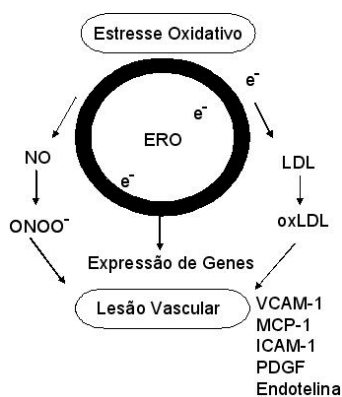 Estresse Oxidativo
e-
e-
ERO
e-
NO
LDL
ONOO-
oxLDL
Expressão de Genes
Lesão Vascular
VCAM-1
MCP-1
ICAM-1
PDGF
Endotelina